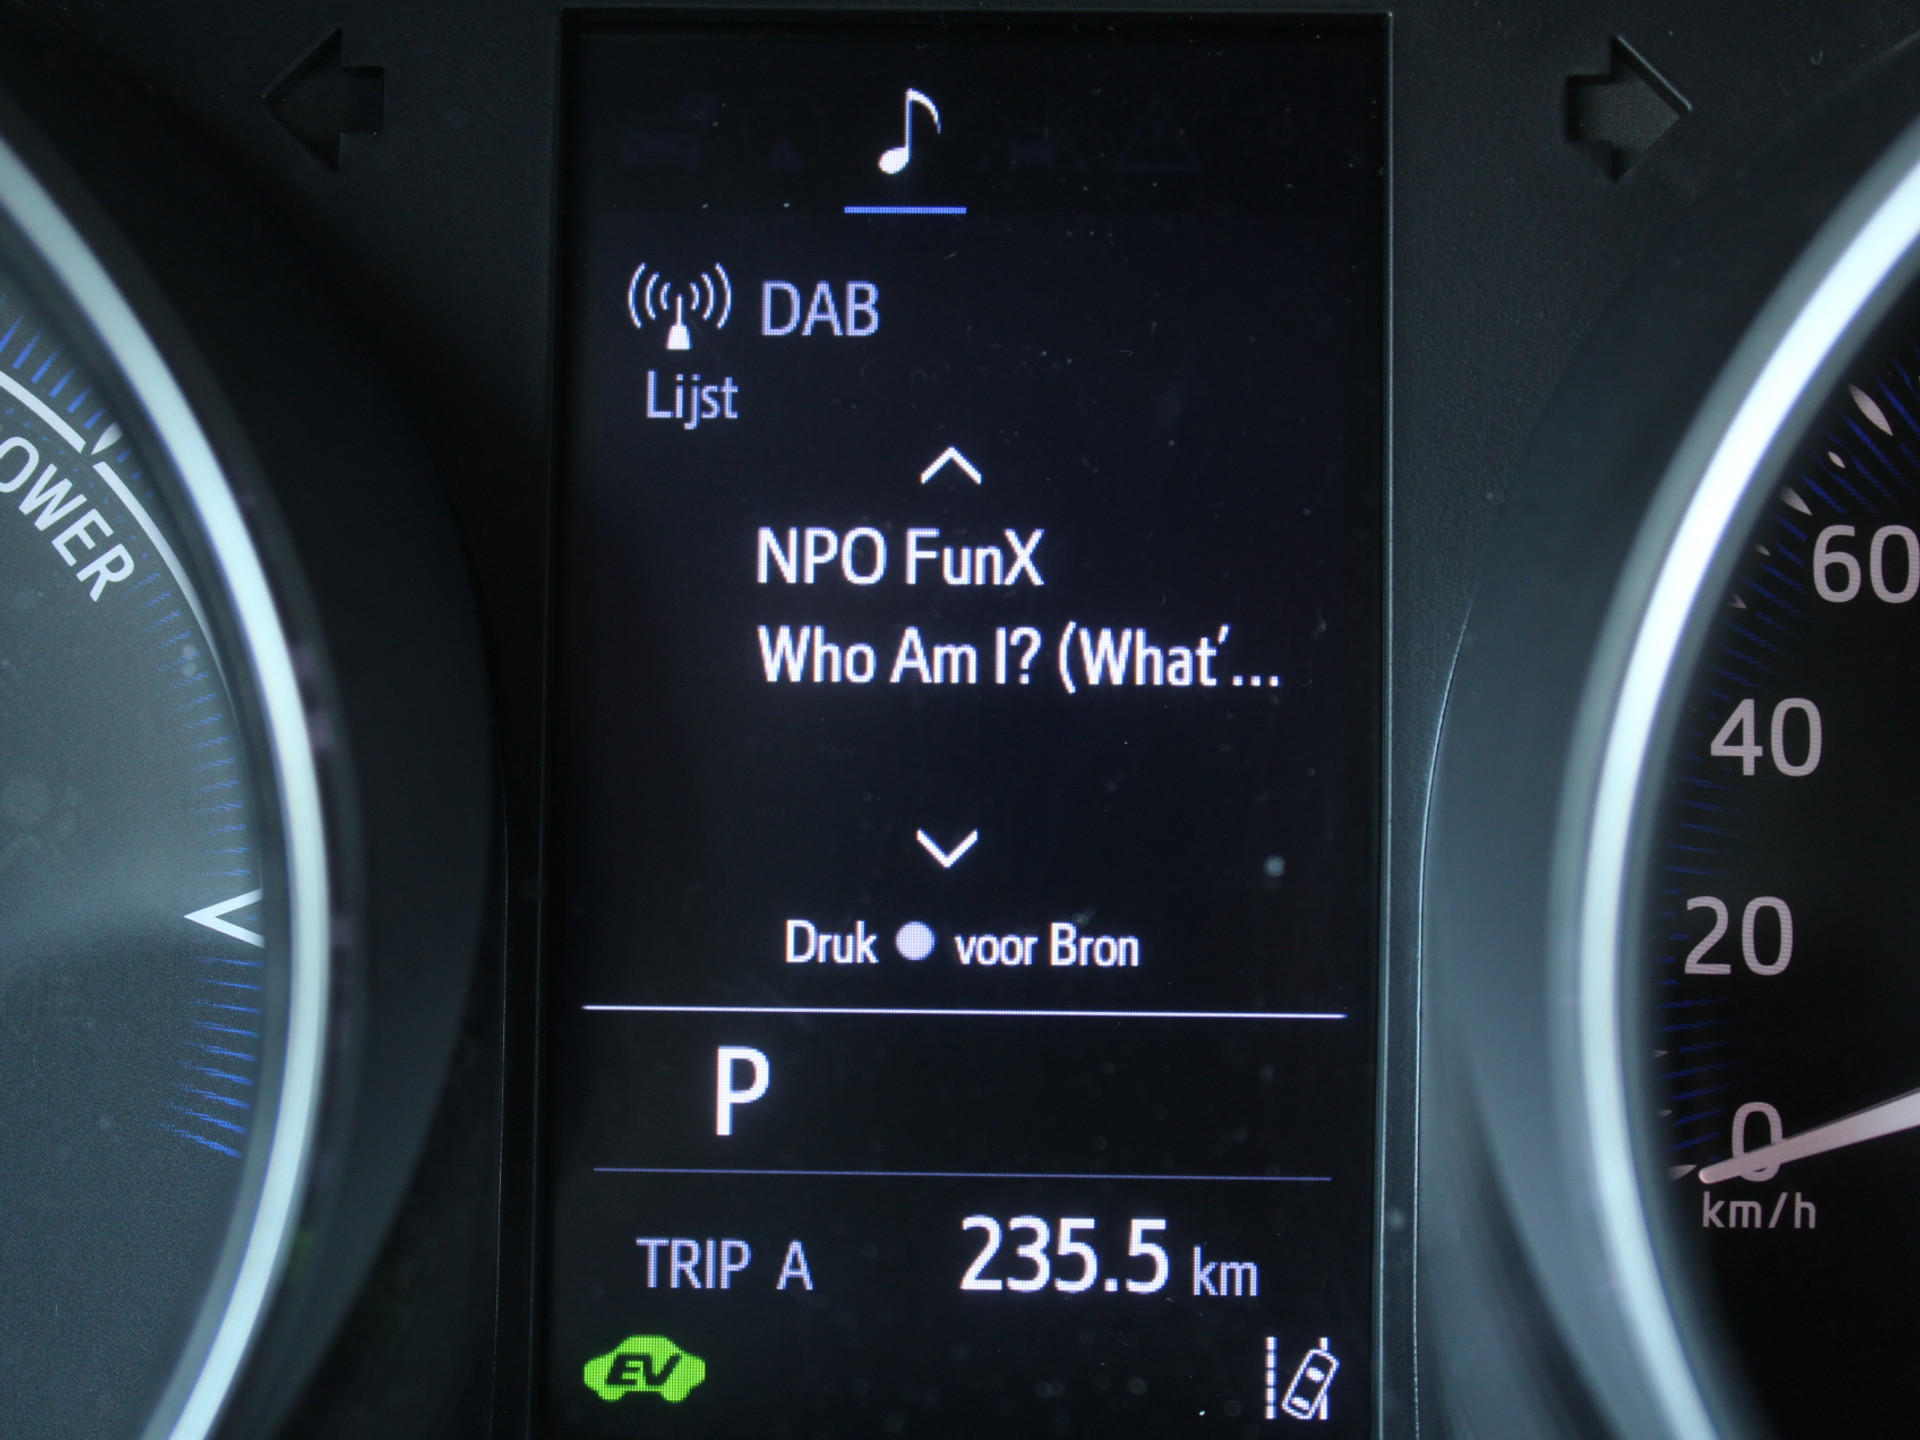 DAB
Lijst
NPO FunX
Who Am I? (What'...
Druk voor Bron
P
TRIP A 235.5 km
EV
OWER
60
40
20
0
km/h